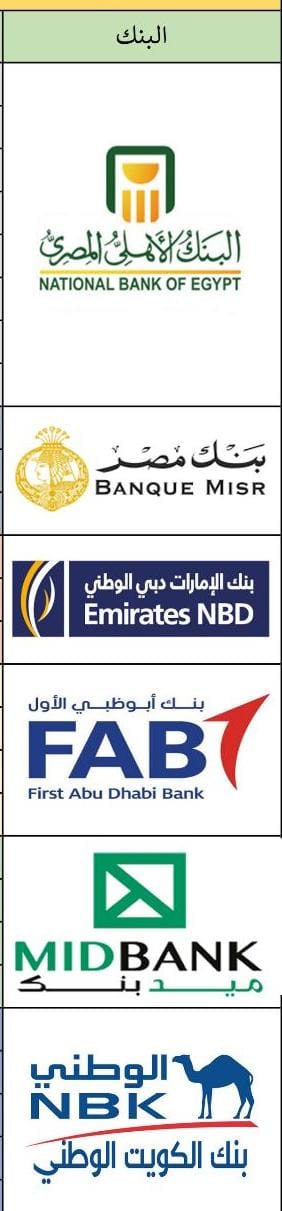 البنك
البنك الأهلي المصري
NATIONAL BANK OF EGYPT
بنك مصر
BANQUE MISR
بنك الإمارات دبي الوطني
Emirates NBD
بنك أبوظبي الأول
FAB
First Abu Dhabi Bank
MIDBANK
ميد بنك
الوطني
NBK
بنك الكويت الوطني